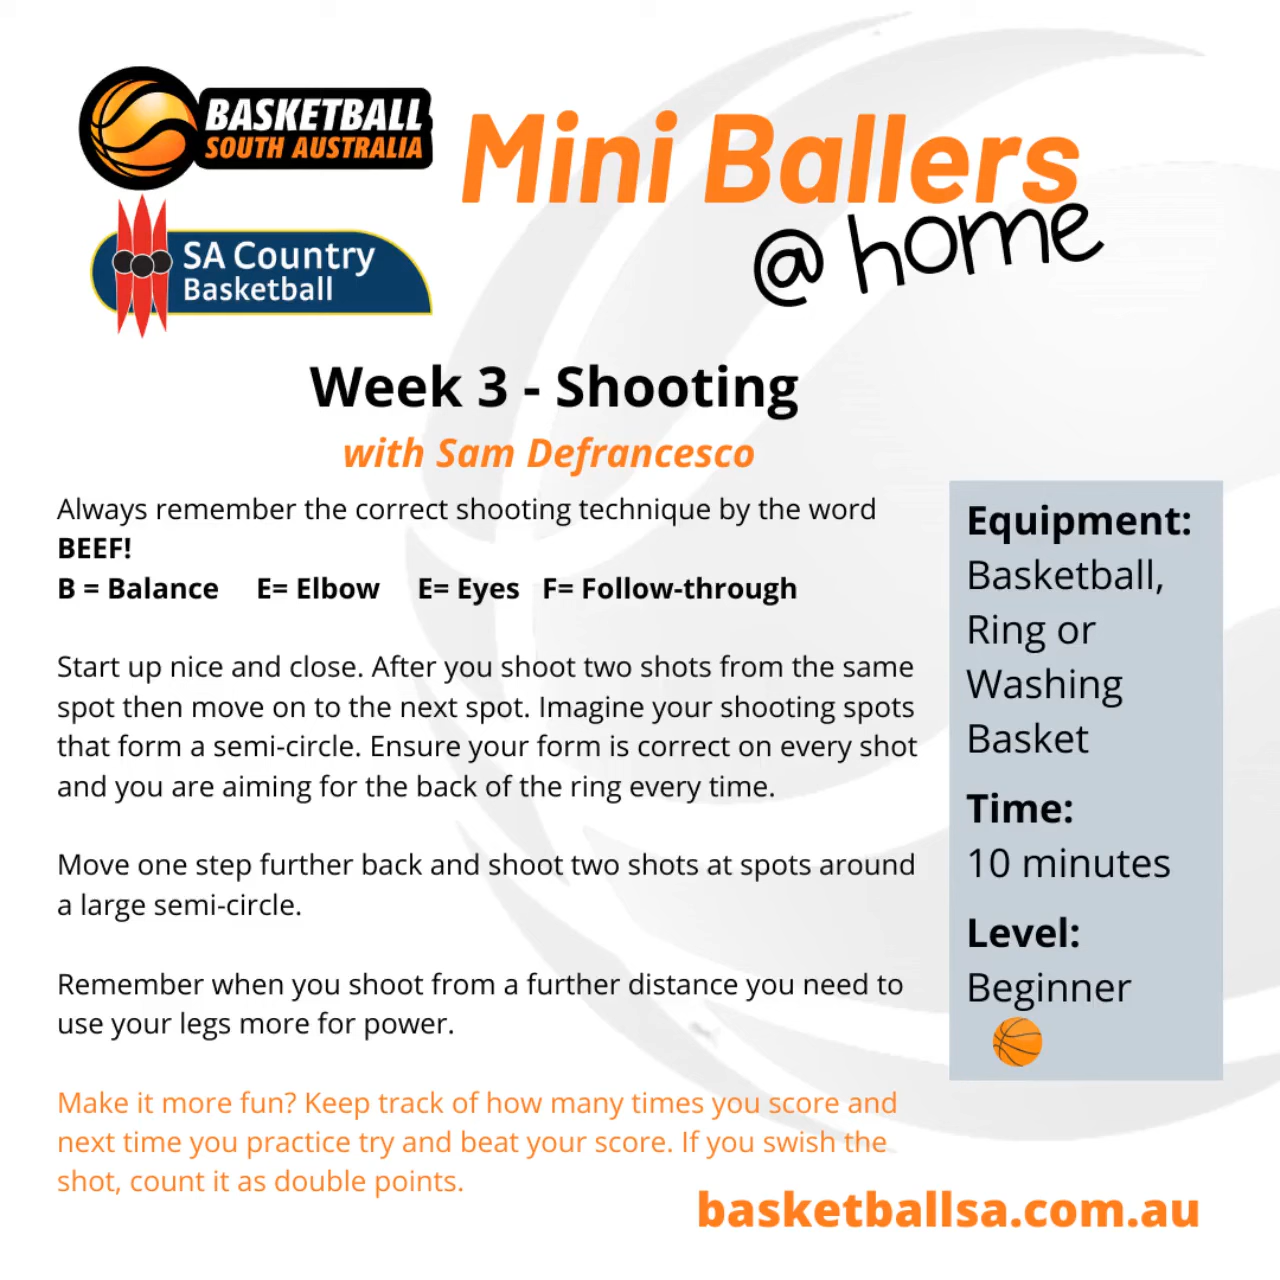 BASKETBALL
SOUTH AUSTRALIA
Mini Ballers
@ home
SA Country
Basketball
Week 3 - Shooting
with Sam Defrancesco
Always remember the correct shooting technique by the word
BEEF!
B = Balance E= Elbow E= Eyes F= Follow-through
Start up nice and close. After you shoot two shots from the same
spot then move on to the next spot. Imagine your shooting spots
that form a semi-circle. Ensure your form is correct on every shot
and you are aiming for the back of the ring every time.
Move one step further back and shoot two shots at spots around
a large semi-circle.
Remember when you shoot from a further distance you need to
use your legs more for power.
Make it more fun? Keep track of how many times you score and
next time you practice try and beat your score. If you swish the
shot, count it as double points.
Equipment:
Basketball,
Ring or
Washing
Basket
Time:
10 minutes
Level:
Beginner
basketballsa.com.au